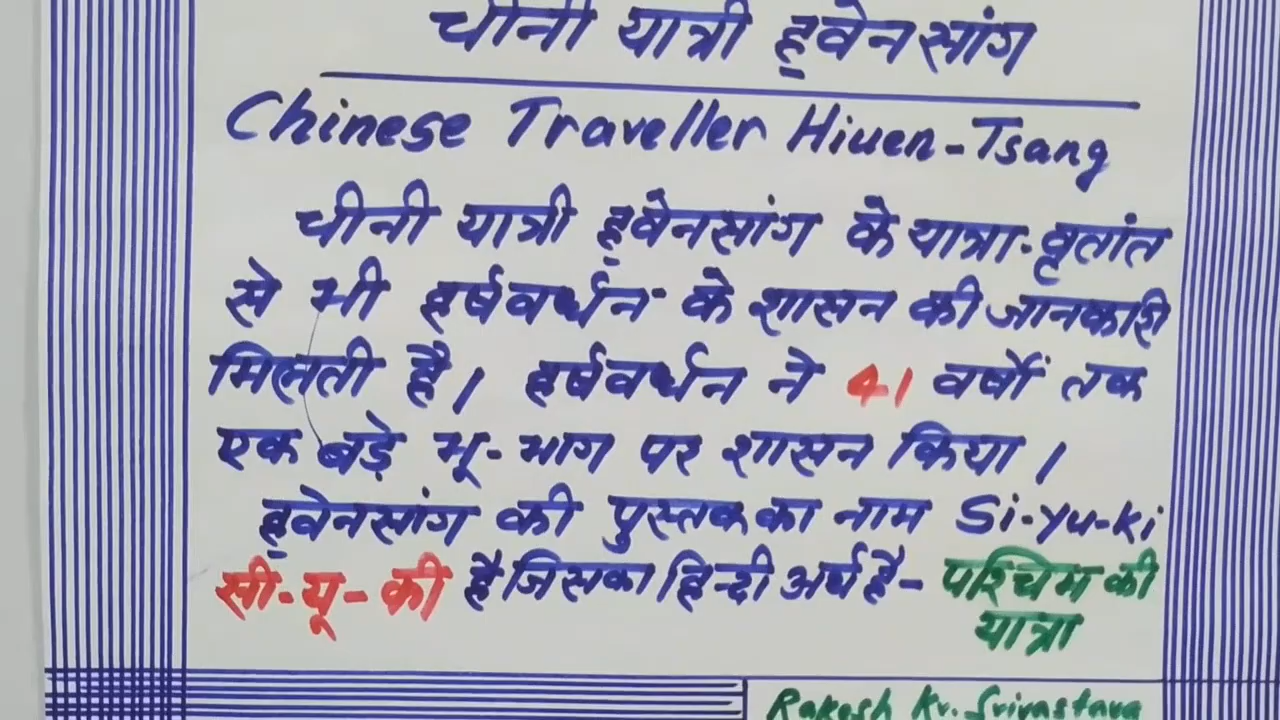 चीनी यात्री ह्वेनसांग
Chinese Traveller Hiuen-Tsang
चीनी यात्री ह्वेनसांग के यात्रा-वृतांत
से भी हर्षवर्धन के शासन की जानकारी
मिलती है। हर्षवर्धन ने 41 वर्षों तक
एक बड़े भू-भाग पर शासन किया।
ह्वेनसांग की पुस्तक का नाम Si-yu-ki
सी-यू-की है जिसका हिन्दी अर्थ है- पश्चिम की
यात्रा
Rakesh Kr. Srivastava